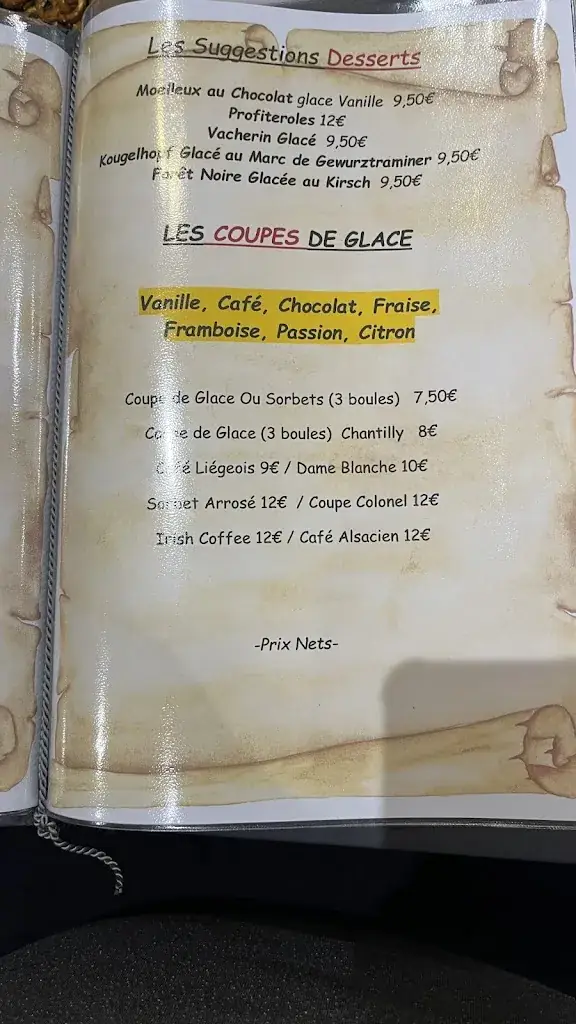 Les Suggestions Desserts
Moelleux au Chocolat glace Vanille 9,50€
Profiteroles 12€
Vacherin Glacé 9,50€
Kougelhopf Glacé au Marc de Gewurztraminer 9,50€
Forêt Noire Glacée au Kirsch 9,50€
LES COUPES DE GLACE
Vanille, Café, Chocolat, Fraise,
Framboise, Passion, Citron
Coupe de Glace Ou Sorbets (3 boules) 7,50€
Coupe de Glace (3 boules) Chantilly 8€
Café Liégeois 9€ / Dame Blanche 10€
Sorbet Arrosé 12€ / Coupe Colonel 12€
Irish Coffee 12€ / Café Alsacien 12€
-Prix Nets-